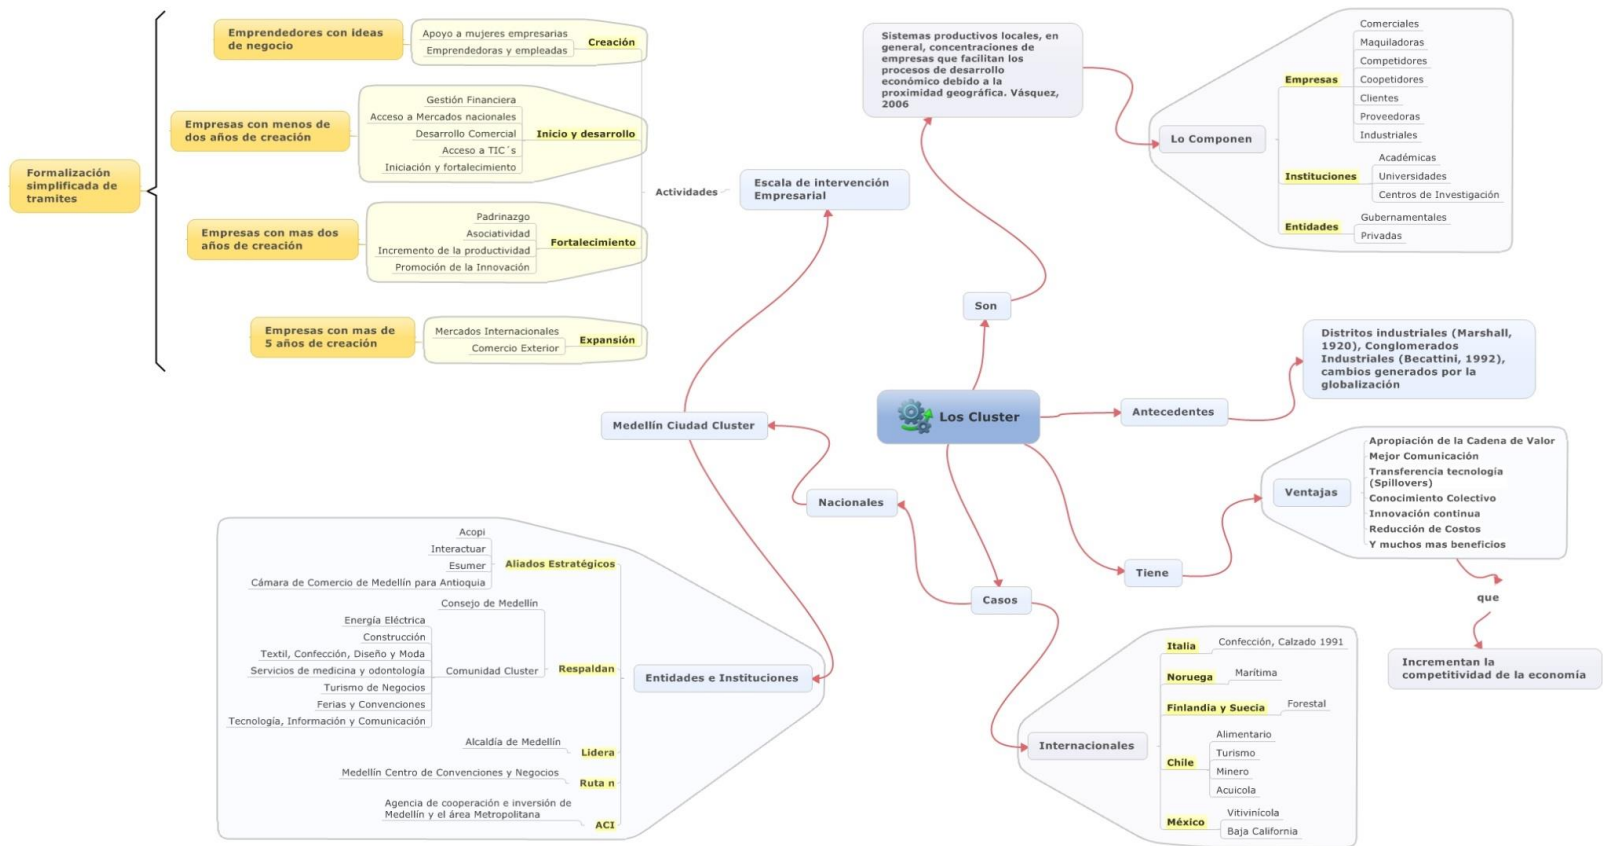 Formalización
simplificada de
tramites
Emprendedores con ideas
de negocio
Apoyo a mujeres empresarias
Emprendedoras y empleadas
Creación
Empresas con menos de
dos años de creación
Gestión Financiera
Acceso a Mercados nacionales
Desarrollo Comercial
Acceso a TIC´s
Iniciación y fortalecimiento
Inicio y desarrollo
Empresas con mas dos
años de creación
Padrinazgo
Asociatividad
Incremento de la productividad
Promoción de la Innovación
Fortalecimiento
Empresas con mas de
5 años de creación
Mercados Internacionales
Comercio Exterior
Expansión
Actividades
Escala de intervención
Empresarial
Sistemas productivos locales, en
general, concentraciones de
empresas que facilitan los
procesos de desarrollo
económico debido a la
proximidad geográfica. Vásquez,
2006
Lo Componen
Empresas
Comerciales
Maquiladoras
Competidores
Coopetidores
Clientes
Proveedoras
Industriales
Instituciones
Académicas
Universidades
Centros de Investigación
Entidades
Gubernamentales
Privadas
Son
Distritos industriales (Marshall,
1920), Conglomerados
Industriales (Becattini, 1992),
cambios generados por la
globalización
Los Cluster
Antecedentes
Medellín Ciudad Cluster
Nacionales
Ventajas
Apropiación de la Cadena de Valor
Mejor Comunicación
Transferencia tecnología
(Spillovers)
Conocimiento Colectivo
Innovación continua
Reducción de Costos
Y muchos mas beneficios
Tiene
Casos
que
Incrementan la
competitividad de la economía
Acopi
Interactuar
Esumer
Cámara de Comercio de Medellín para Antioquia
Aliados Estratégicos
Consejo de Medellín
Energía Eléctrica
Construcción
Textil, Confección, Diseño y Moda
Servicios de medicina y odontología
Turismo de Negocios
Ferias y Convenciones
Tecnología, Información y Comunicación
Comunidad Cluster
Respaldan
Entidades e Instituciones
Alcaldía de Medellín
Lidera
Medellín Centro de Convenciones y Negocios
Ruta n
Agencia de cooperación e inversión de
Medellín y el área Metropolitana
ACI
Internacionales
Italia
Confección, Calzado 1991
Noruega
Marítima
Finlandia y Suecia
Forestal
Chile
Alimentario
Turismo
Minero
Acuicola
México
Vitivinícola
Baja California